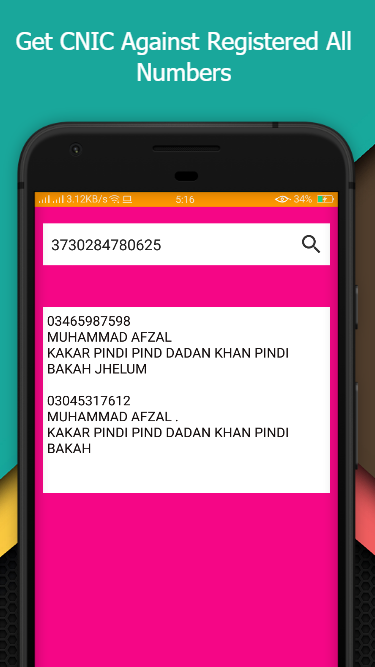 Get CNIC Against Registered All
Numbers
3.12KB/s 5:16 34%
3730284780625
03465987598
MUHAMMAD AFZAL
KAKAR PINDI PIND DADAN KHAN PINDI
BAKAH JHELUM
03045317612
MUHAMMAD AFZAL .
KAKAR PINDI PIND DADAN KHAN PINDI
BAKAH